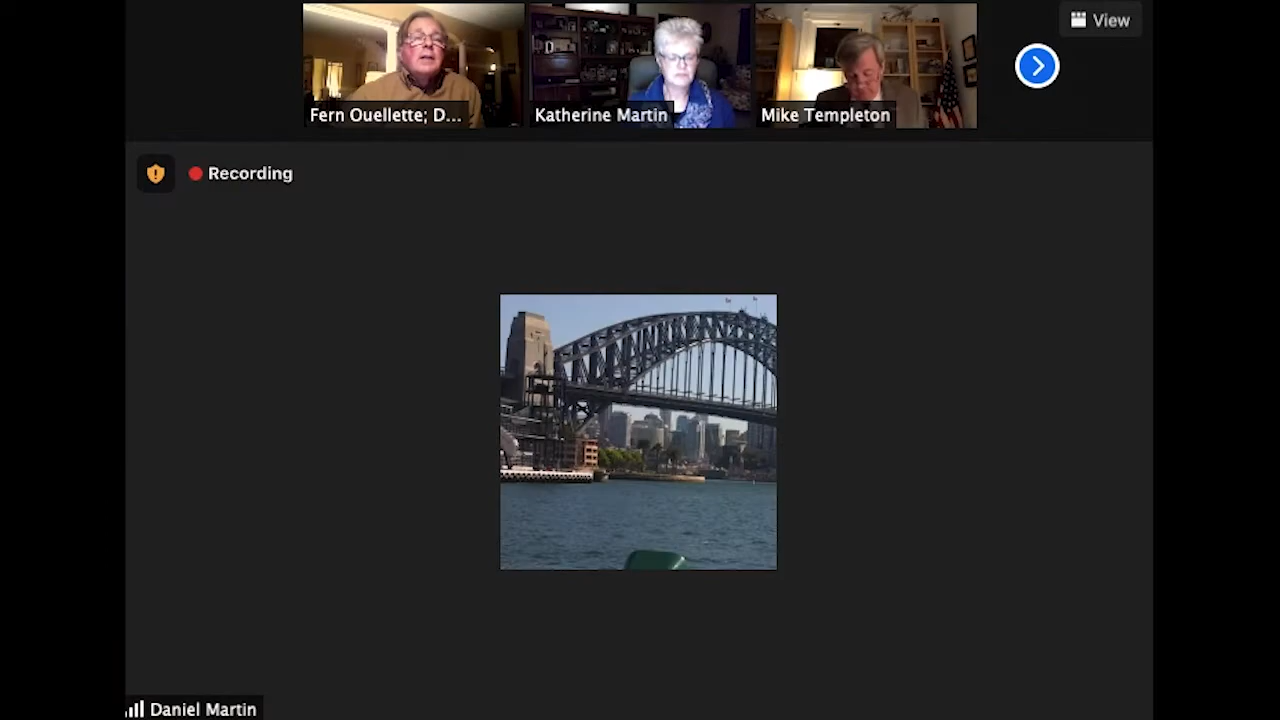 View
Fern Ouellette; D...
Katherine Martin
Mike Templeton
Recording
Daniel Martin